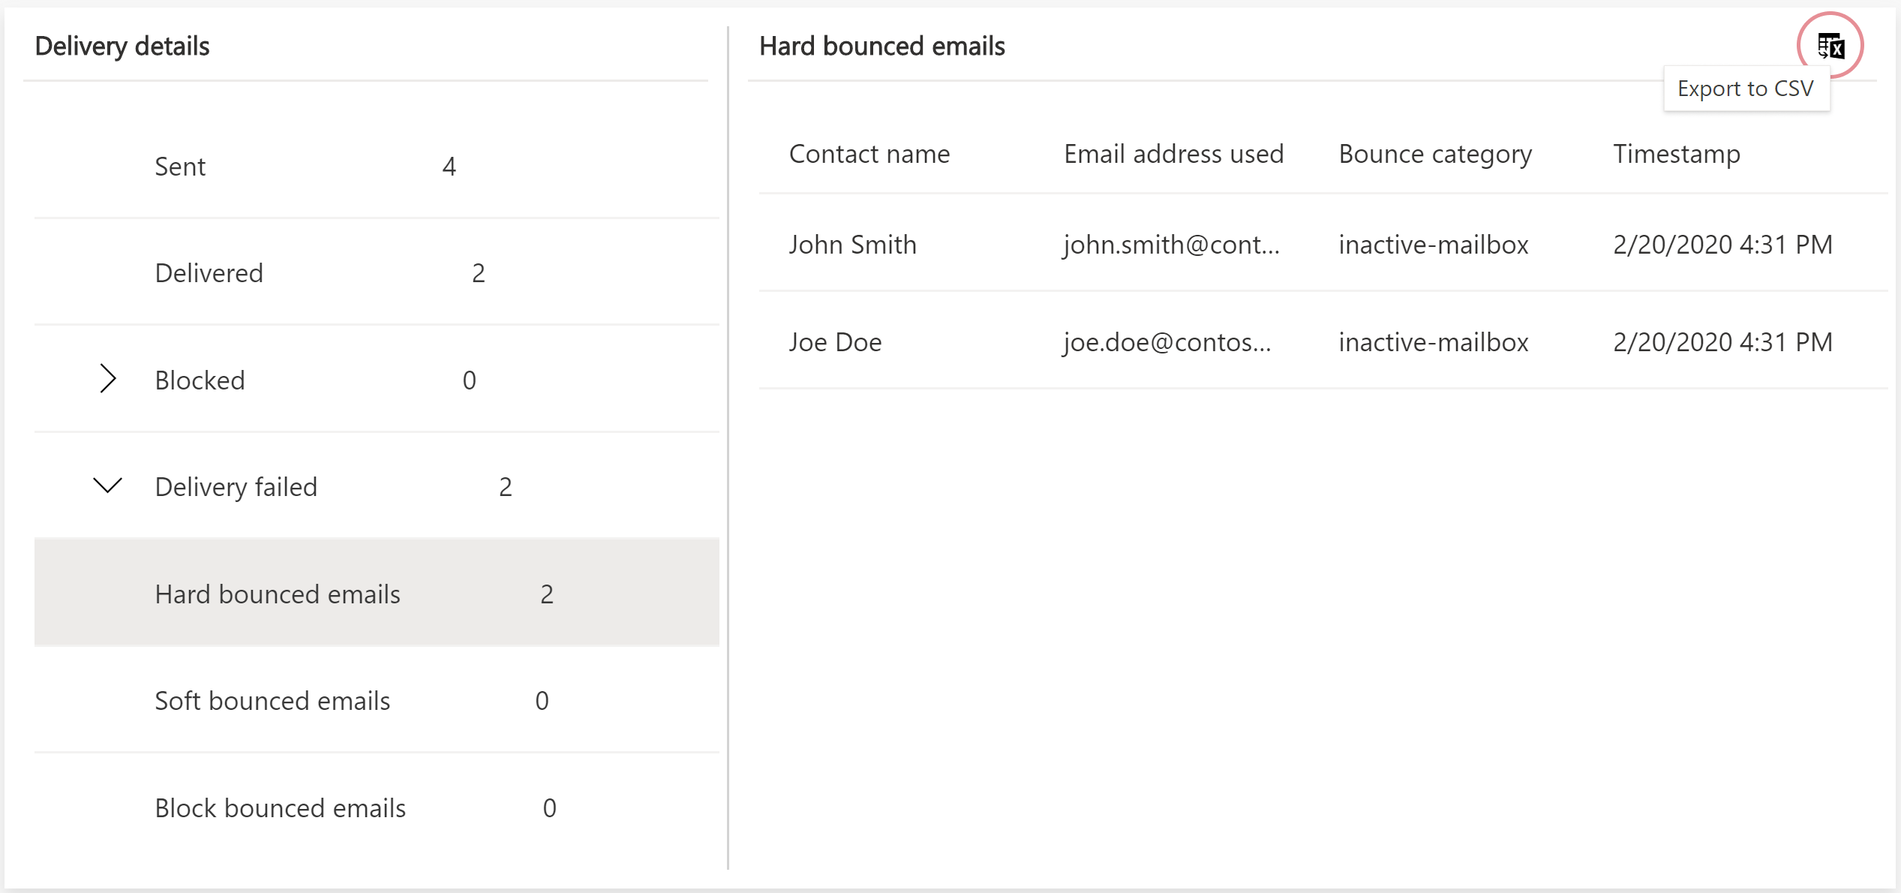 Delivery details
Sent 4
Delivered 2
Blocked 0
Delivery failed 2
Hard bounced emails 2
Soft bounced emails 0
Block bounced emails 0
Hard bounced emails
Export to CSV
Contact name Email address used Bounce category Timestamp
John Smith john.smith@cont... inactive-mailbox 2/20/2020 4:31 PM
Joe Doe joe.doe@contos... inactive-mailbox 2/20/2020 4:31 PM